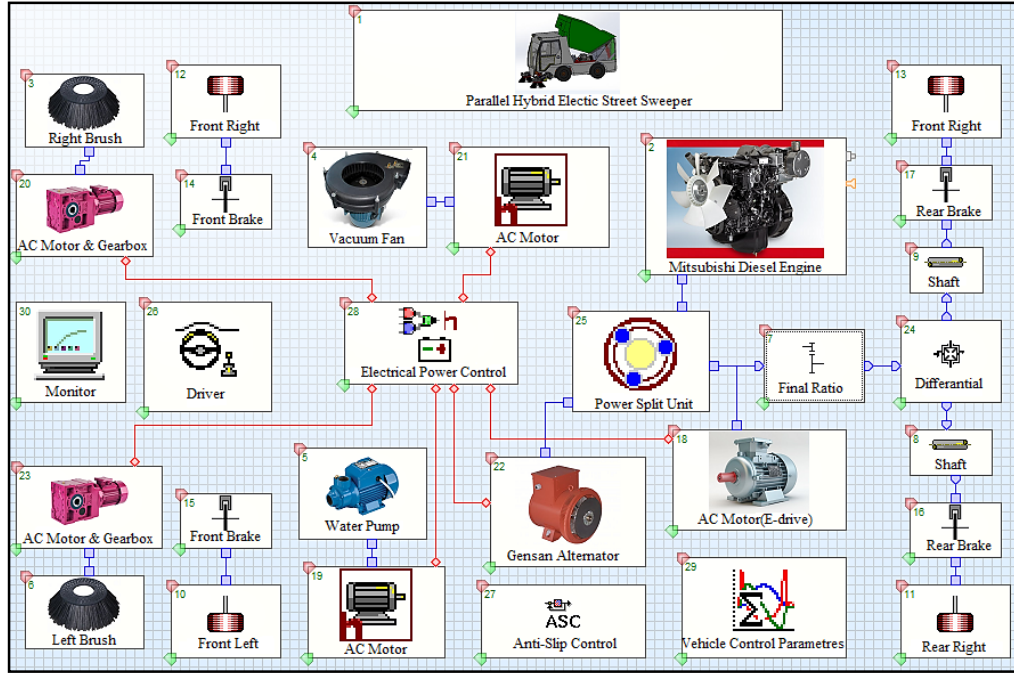 1
Parallel Hybrid Electic Street Sweeper
3
Right Brush
12
Front Right
4
Vacuum Fan
21
AC Motor
2
Mitsubishi Diesel Engine
13
Front Right
20
AC Motor & Gearbox
14
Front Brake
17
Rear Brake
9
Shaft
30
Monitor
26
Driver
28
Electrical Power Control
25
Power Split Unit
7
Final Ratio
24
Differantial
8
Shaft
23
AC Motor & Gearbox
15
Front Brake
5
Water Pump
22
Gensan Alternator
18
AC Motor(E-drive)
16
Rear Brake
6
Left Brush
10
Front Left
19
AC Motor
27
ASC
Anti-Slip Control
29
Vehicle Control Parametres
11
Rear Right